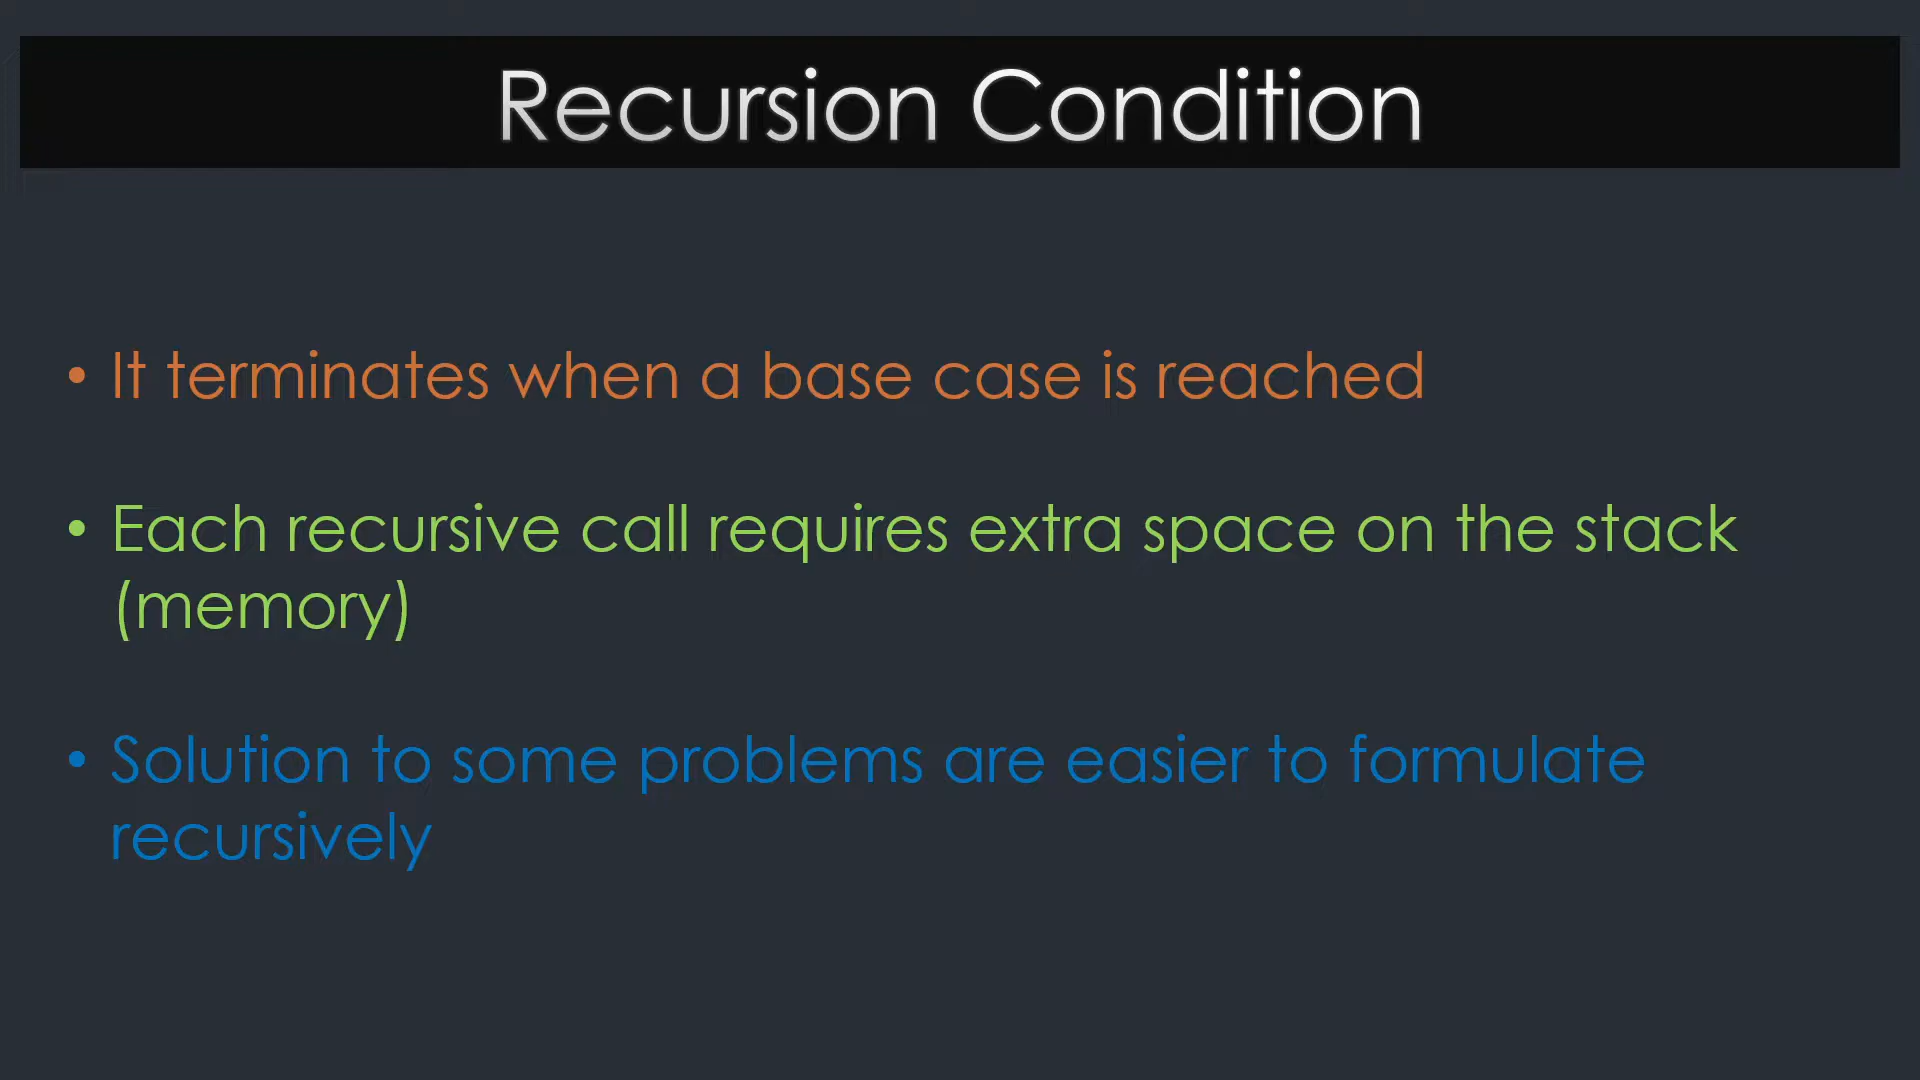 Recursion Condition
• It terminates when a base case is reached
• Each recursive call requires extra space on the stack
(memory)
• Solution to some problems are easier to formulate
recursively